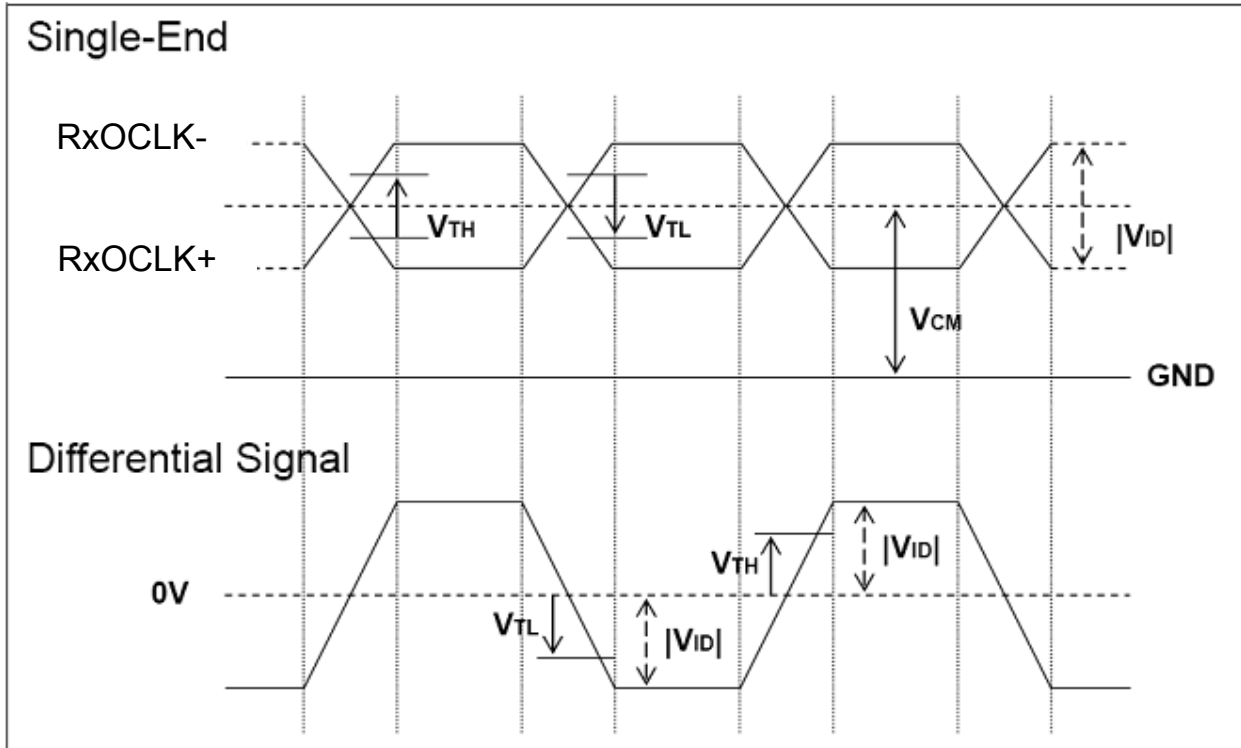 Single-End
RxOCLK-
VTH
VTL
|VID|
RxOCLK+
VCM
GND
Differential Signal
VTH
|VID|
0V
VTL
|VID|